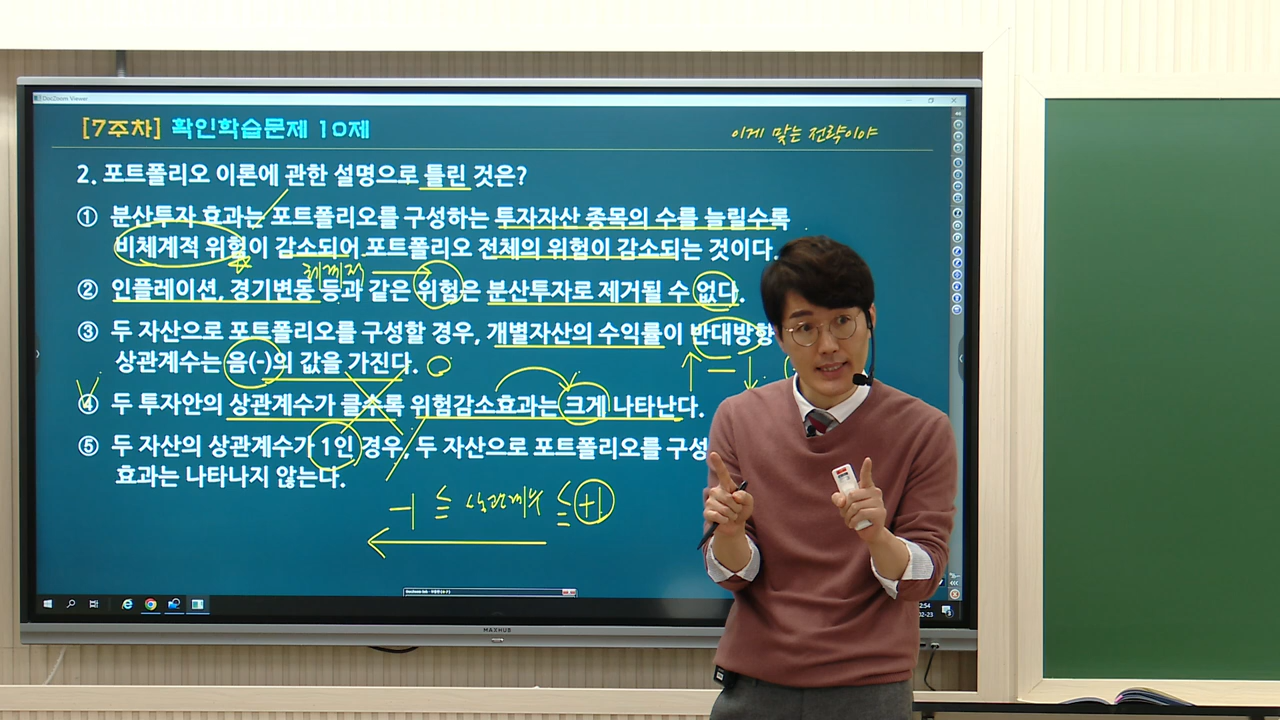 DocZoom Viewer
[7주차] 확인학습문제 10제
이게 맞는 전략이야
2. 포트폴리오 이론에 관한 설명으로 틀린 것은?
① 분산투자 효과는 포트폴리오를 구성하는 투자자산 종목의 수를 늘릴수록
비체계적 위험이 감소되어 포트폴리오 전체의 위험이 감소되는 것이다.
체계적
② 인플레이션, 경기변동 등과 같은 위험은 분산투자로 제거될 수 없다.
③ 두 자산으로 포트폴리오를 구성할 경우, 개별자산의 수익률이 반대방향
상관계수는 음(-)의 값을 가진다.
④ 두 투자안의 상관계수가 클수록 위험감소효과는 크게 나타난다.
⑤ 두 자산의 상관계수가 1인 경우, 두 자산으로 포트폴리오를 구성
효과는 나타나지 않는다.
-1 ≤ 상관계수 ≤ +1
MAXHUB